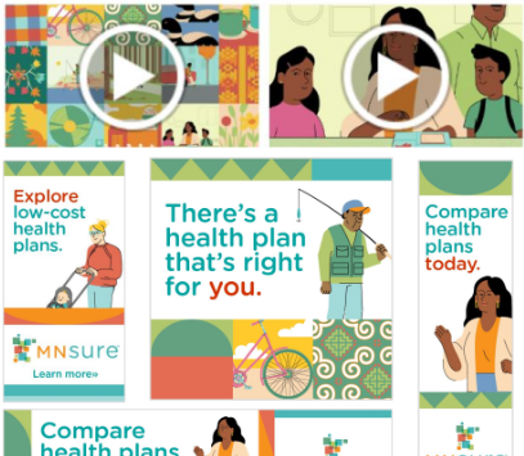 Explore
low-cost
health
plans.
MNsure
Learn more»
There's a
health plan
that's right
for you.
Compare
health
plans
today.
Compare
health plans